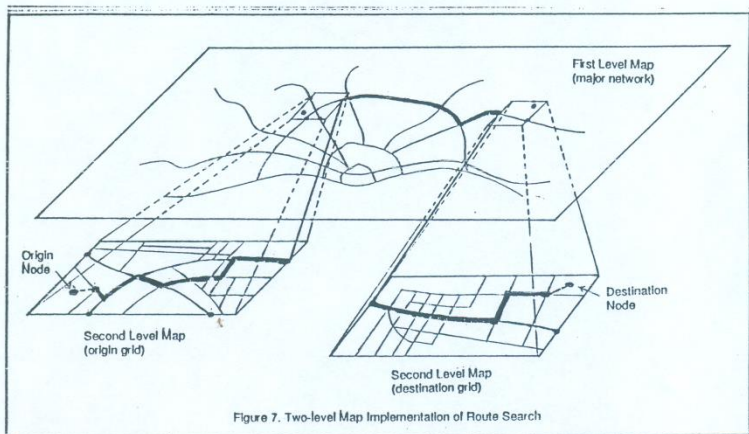 First Level Map
(major network)
Origin
Node
Second Level Map
(origin grid)
Destination
Node
Second Level Map
(destination grid)
Figure 7. Two-level Map Implementation of Route Search